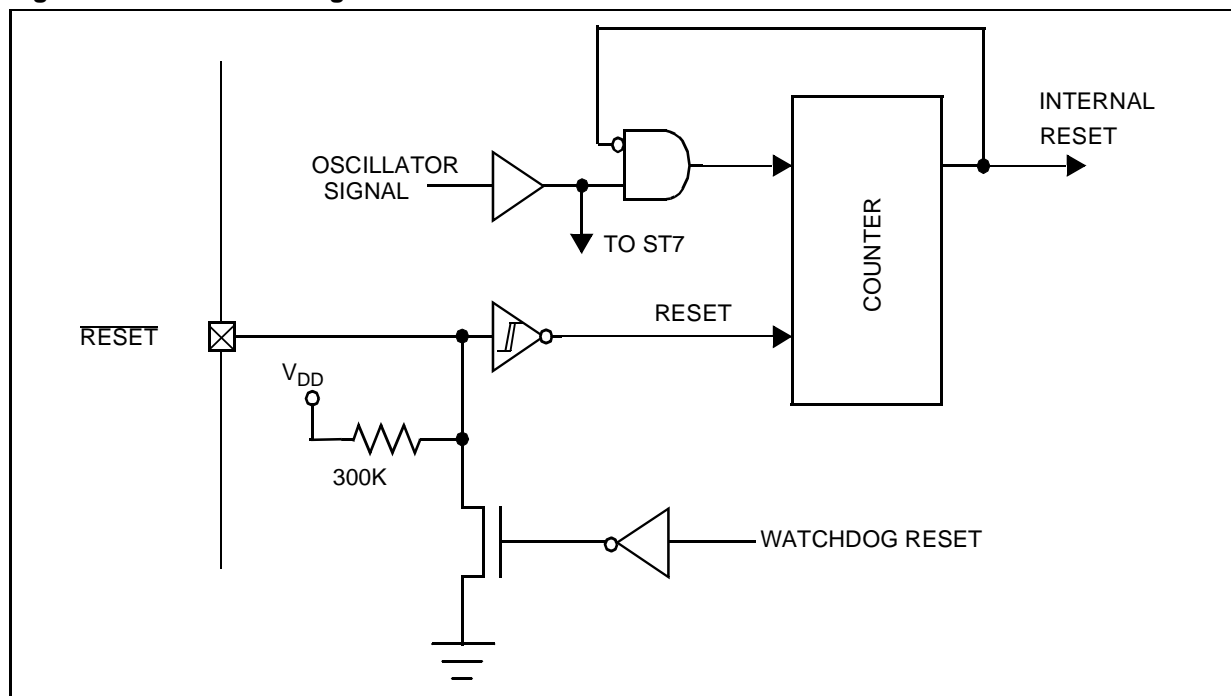 INTERNAL
RESET
OSCILLATOR
SIGNAL
TO ST7
COUNTER
RESET
RESET
VDD
300K
WATCHDOG RESET